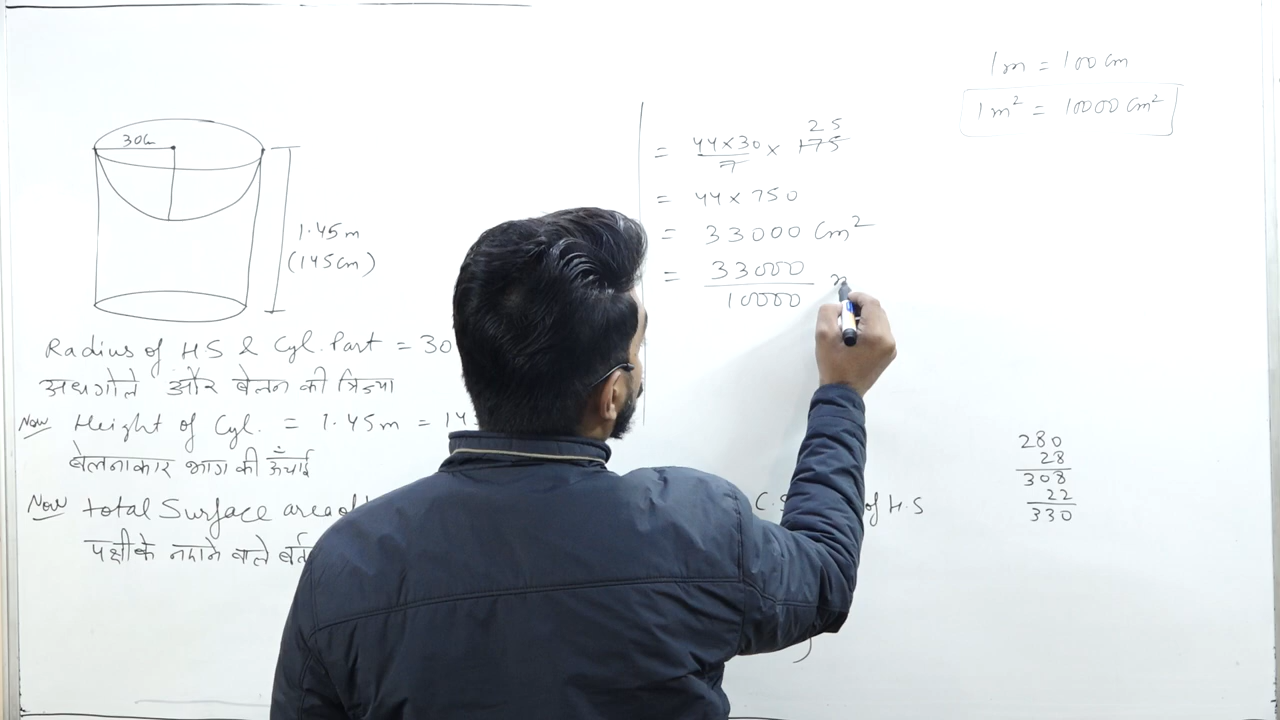 30cm
1.45m
(145cm)
Radius of H.S & Cyl. Part = 30
अर्धगोले और बेलन की त्रिज्या
Now Height of Cyl. = 1.45m = 14
बेलनाकार भाग की ऊँचाई
Now total Surface area of
पक्षी के नहाने वाले बर्त
C.S of H.S
25
= 44×30/7 × 175
= 44 × 750
= 33000 cm²
= 33000/10000 m
1m = 100 cm
1m² = 10000 cm²
280
28
308
22
330